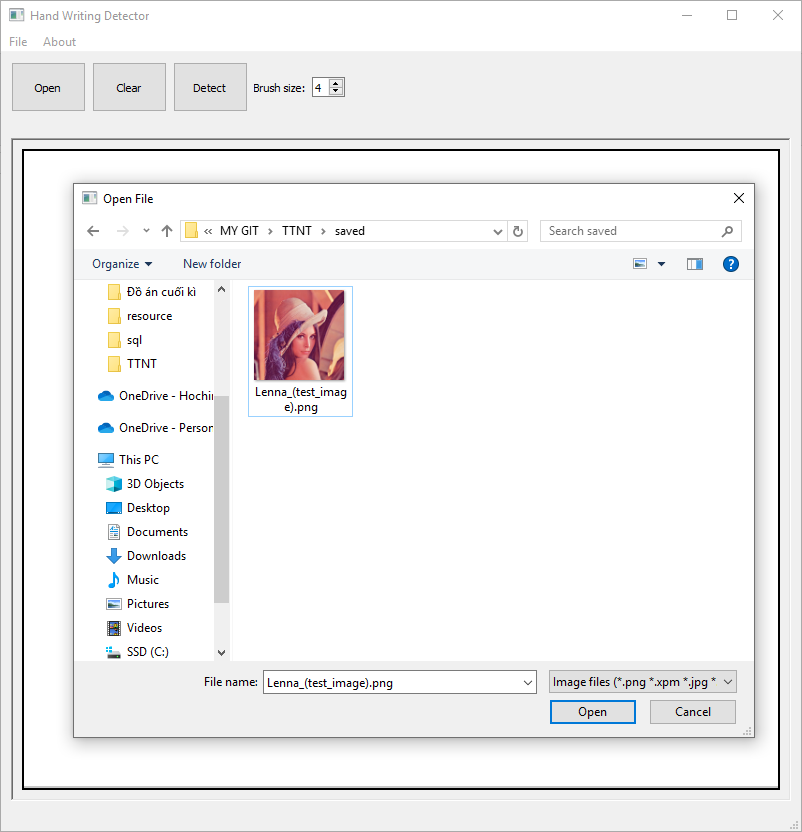 Hand Writing Detector
File About
Open Clear Detect Brush size: 4
Open File
« MY GIT › TTNT › saved
Search saved
Organize New folder
Đồ án cuối kì
resource
sql
TTNT
OneDrive - Hochi
OneDrive - Person
This PC
3D Objects
Desktop
Documents
Downloads
Music
Pictures
Videos
SSD (C:)
Lenna_(test_imag
e).png
File name: Lenna_(test_image).png Image files (*.png *.xpm *.jpg *
Open Cancel